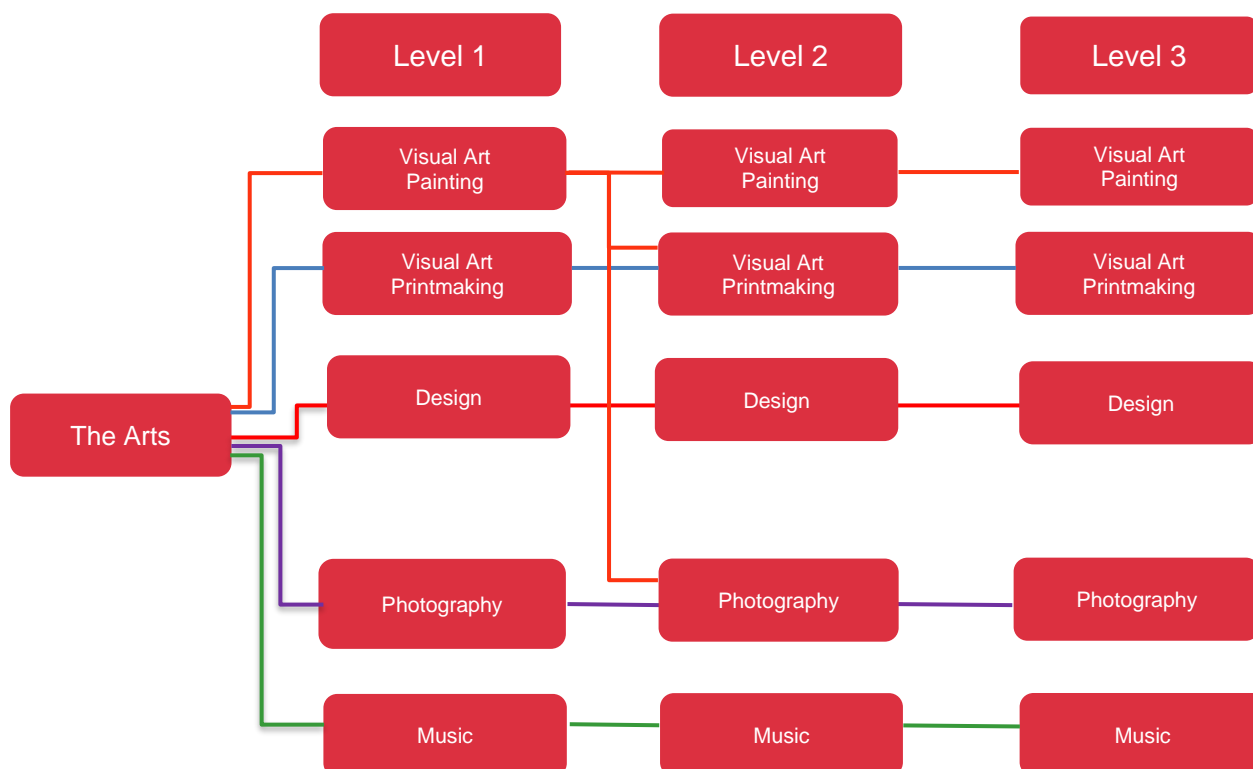 Level 1
Level 2
Level 3
Visual Art
Painting
Visual Art
Painting
Visual Art
Painting
Visual Art
Printmaking
Visual Art
Printmaking
Visual Art
Printmaking
The Arts
Design
Design
Design
Photography
Photography
Photography
Music
Music
Music